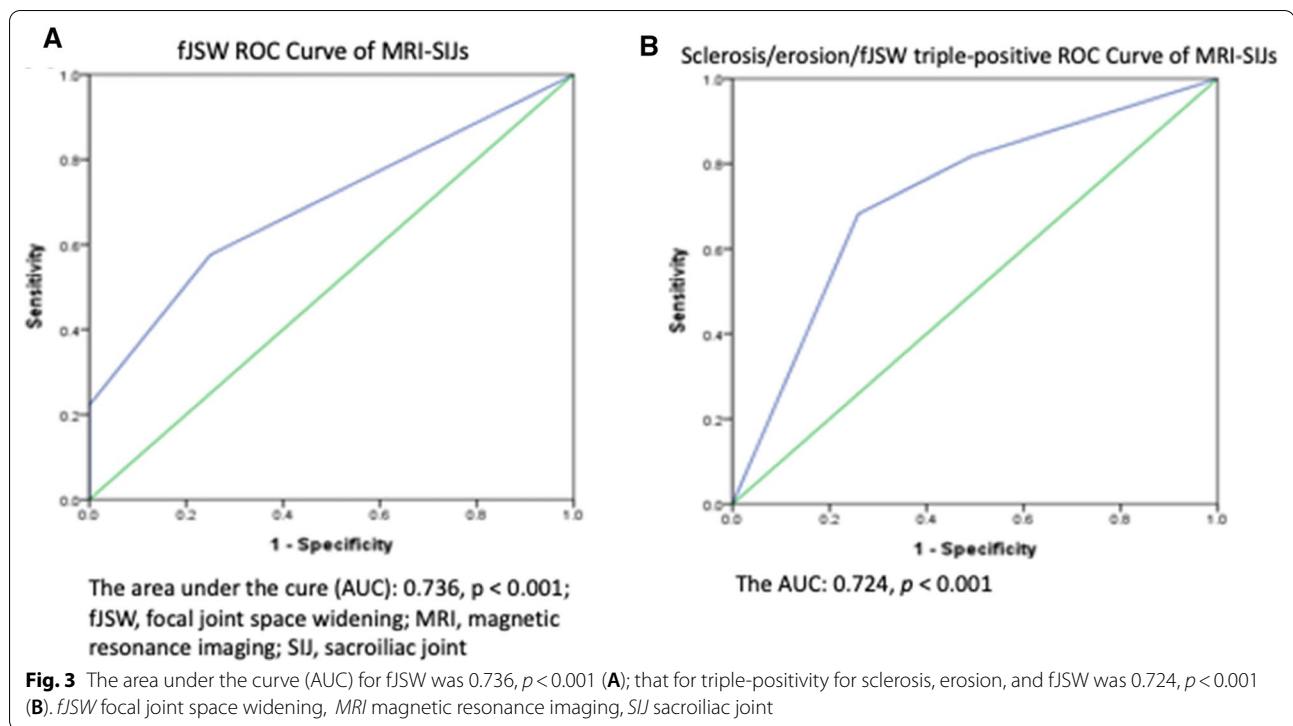 A
fJSW ROC Curve of MRI-SIJs
1.0
0.8
0.6
0.4
0.2
0.0
Sensitivity
0.0 0.2 0.4 0.6 0.8 1.0
1 - Specificity
The area under the cure (AUC): 0.736, p < 0.001;
fJSW, focal joint space widening; MRI, magnetic
resonance imaging; SIJ, sacroiliac joint
B
Sclerosis/erosion/fJSW triple-positive ROC Curve of MRI-SIJs
1.0
0.8
0.6
0.4
0.2
0.0
Sensitivity
0.0 0.2 0.4 0.6 0.8 1.0
1 - Specificity
The AUC: 0.724, p < 0.001
Fig. 3 The area under the curve (AUC) for fJSW was 0.736, p < 0.001 (A); that for triple-positivity for sclerosis, erosion, and fJSW was 0.724, p < 0.001
(B). fJSW focal joint space widening, MRI magnetic resonance imaging, SIJ sacroiliac joint